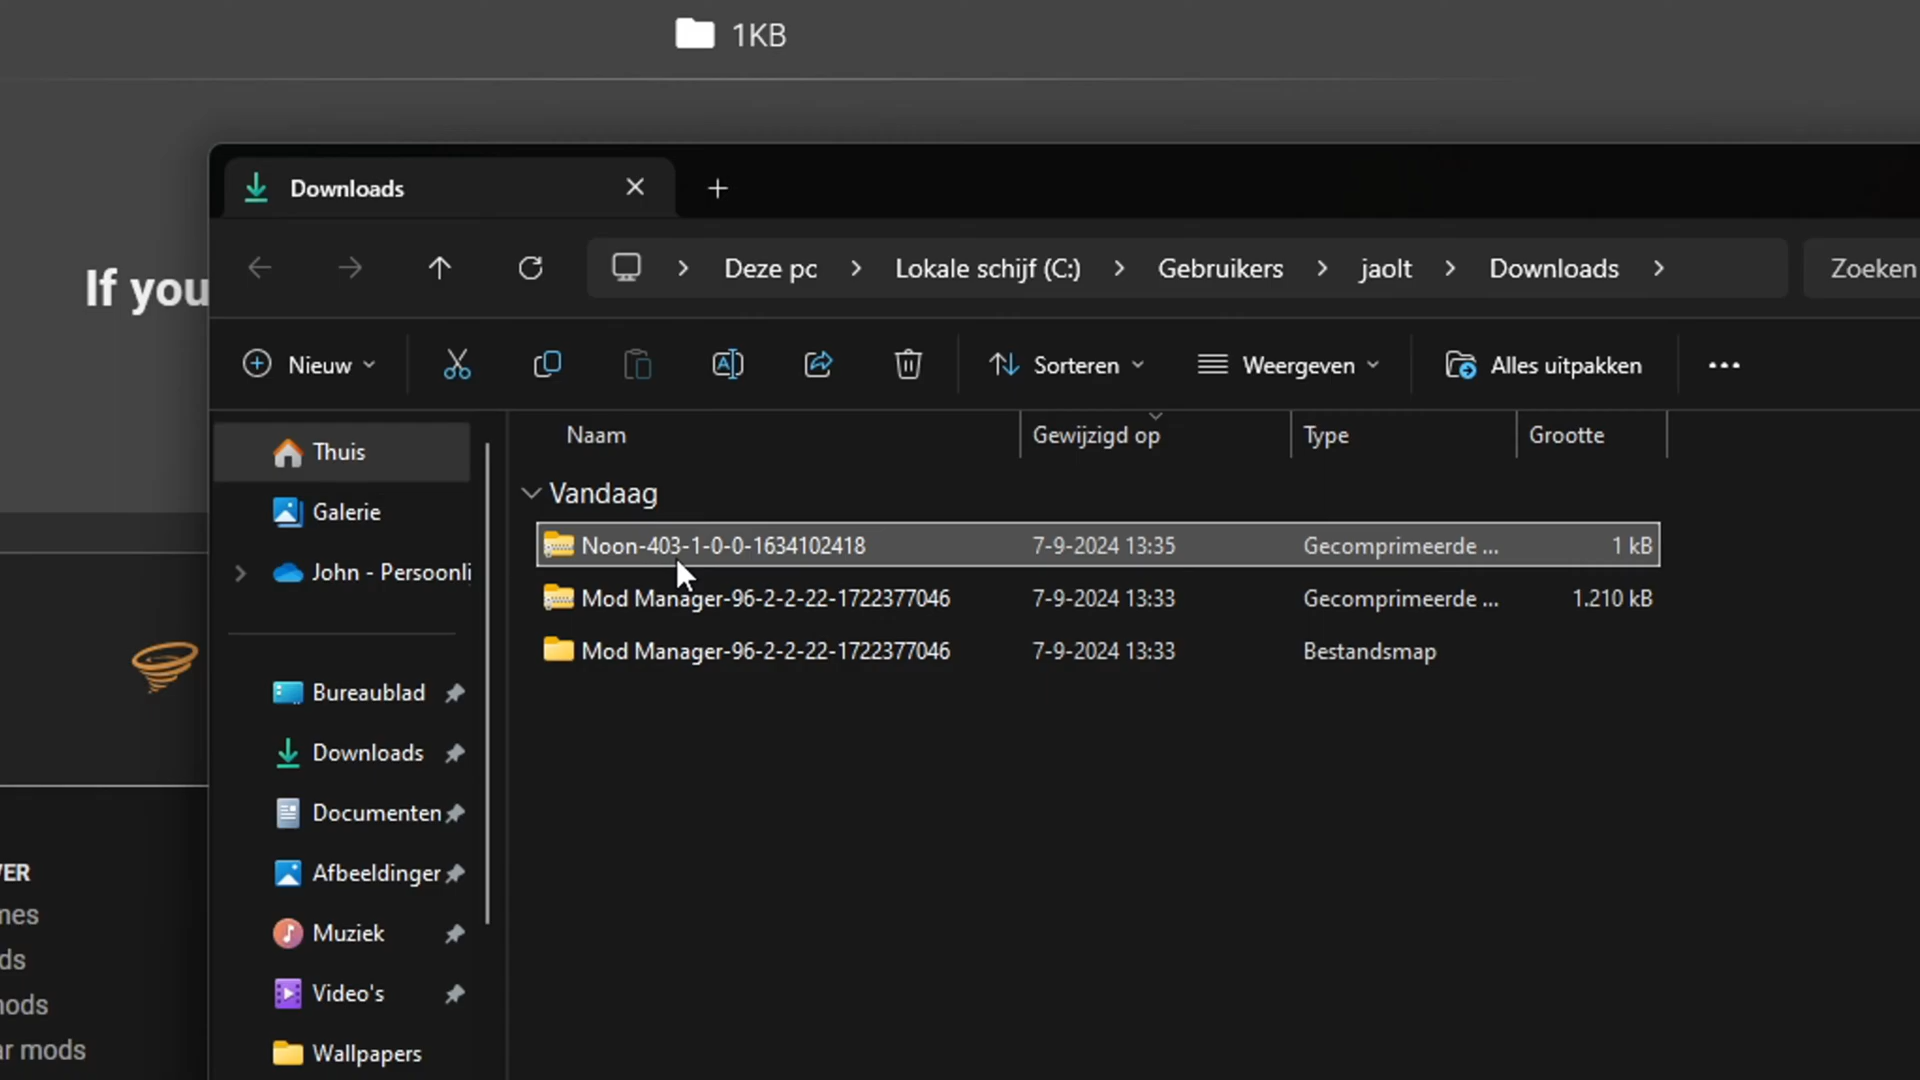 1KB
Downloads
If you
Deze pc > Lokale schijf (C:) > Gebruikers > jaolt > Downloads >
Zoeken
Nieuw
Sorteren
Weergeven
Alles uitpakken
Naam
Gewijzigd op
Type
Grootte
Vandaag
Noon-403-1-0-0-1634102418 7-9-2024 13:35 Gecomprimeerde ... 1 kB
Mod Manager-96-2-2-22-1722377046 7-9-2024 13:33 Gecomprimeerde ... 1.210 kB
Mod Manager-96-2-2-22-1722377046 7-9-2024 13:33 Bestandsmap
Thuis
Galerie
John - Persoonli
Bureaublad
Downloads
Documenten
Afbeeldinger
Muziek
Video's
Wallpapers
VER
mes
ds
nods
ar mods